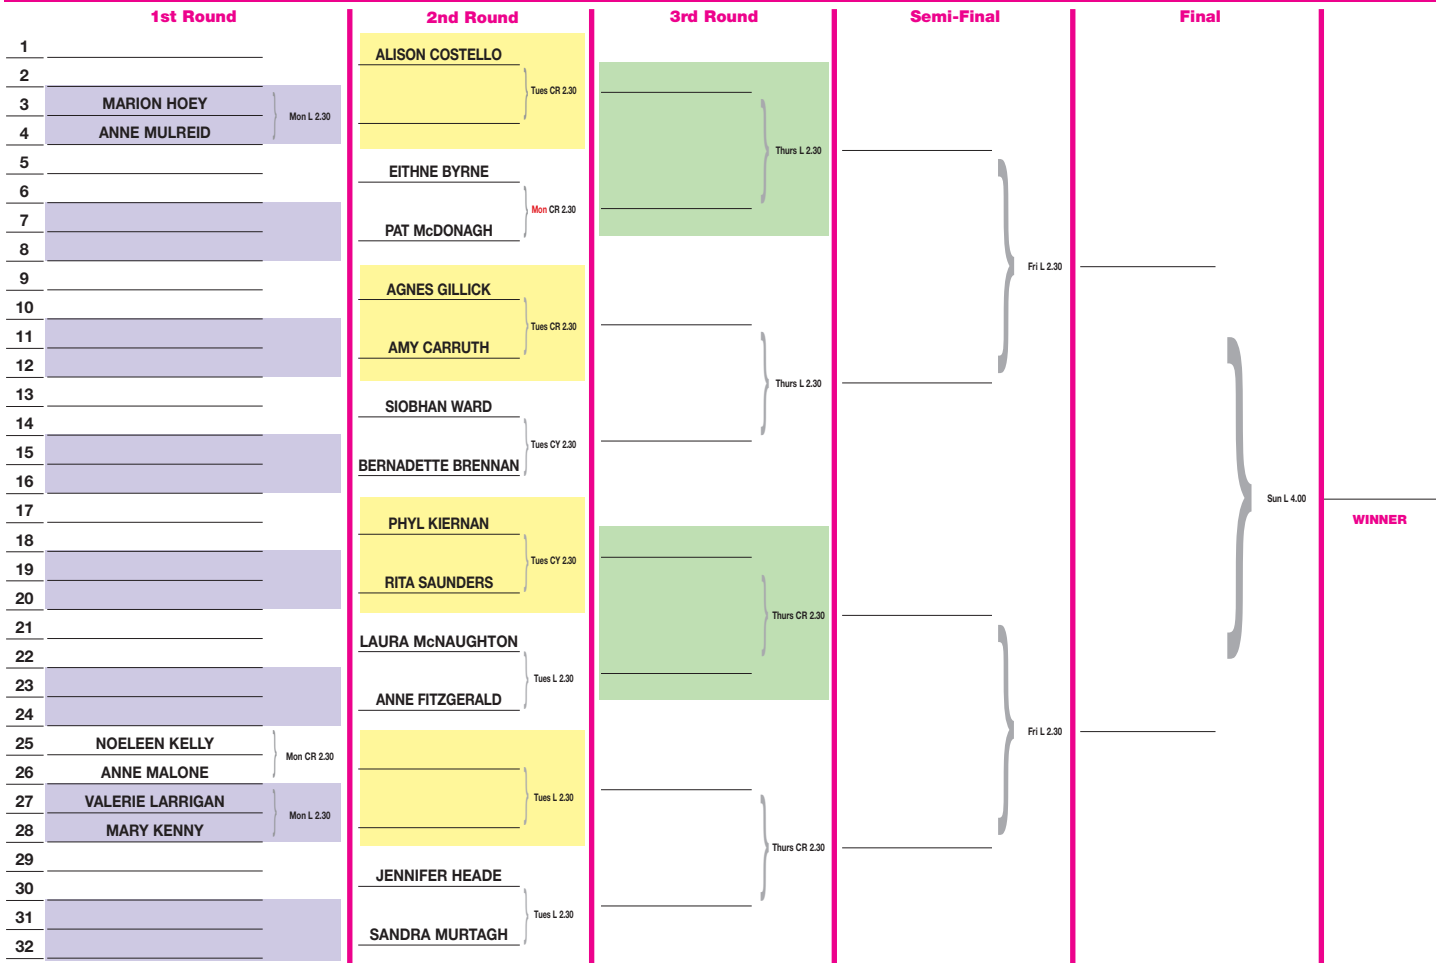 1st Round
2nd Round
3rd Round
Semi-Final
Final
1
2
3 MARION HOEY
4 ANNE MULREID
Mon L 2.30
5
6
7
8
9
10
11
12
13
14
15
16
17
18
19
20
21
22
23
24
25 NOELEEN KELLY
26 ANNE MALONE
Mon CR 2.30
27 VALERIE LARRIGAN
28 MARY KENNY
Mon L 2.30
29
30
31
32
ALISON COSTELLO
Tues CR 2.30
EITHNE BYRNE
Mon CR 2.30
PAT McDONAGH
AGNES GILLICK
Tues CR 2.30
AMY CARRUTH
SIOBHAN WARD
Tues CY 2.30
BERNADETTE BRENNAN
PHYL KIERNAN
Tues CY 2.30
RITA SAUNDERS
LAURA McNAUGHTON
Tues L 2.30
ANNE FITZGERALD
Tues L 2.30
JENNIFER HEADE
Tues L 2.30
SANDRA MURTAGH
Thurs L 2.30
Thurs L 2.30
Thurs CR 2.30
Thurs CR 2.30
Fri L 2.30
Fri L 2.30
Sun L 4.00
WINNER